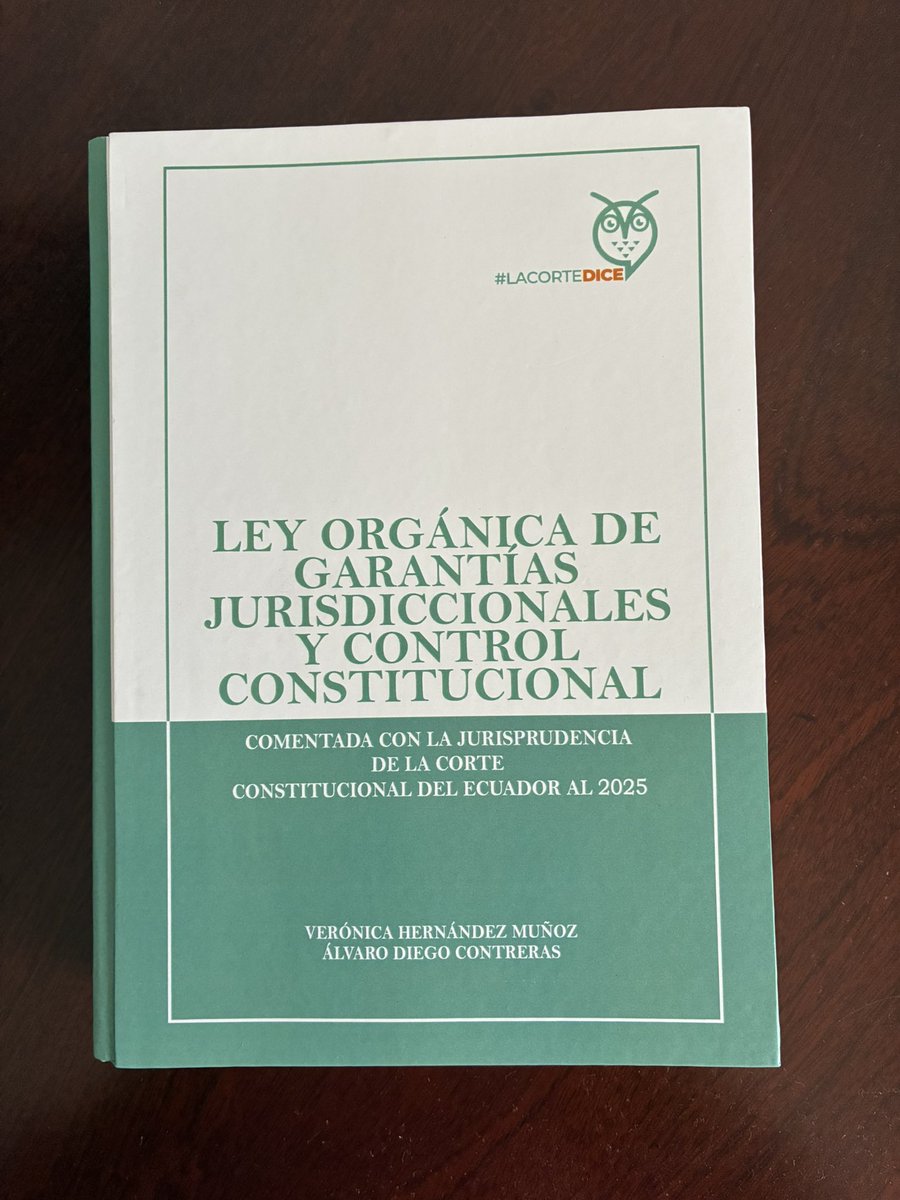 #LACORTEDICE
LEY ORGÁNICA DE
GARANTÍAS
JURISDICCIONALES
Y CONTROL
CONSTITUCIONAL
COMENTADA CON LA JURISPRUDENCIA
DE LA CORTE
CONSTITUCIONAL DEL ECUADOR AL 2025
VERÓNICA HERNÁNDEZ MUÑOZ
ÁLVARO DIEGO CONTRERAS